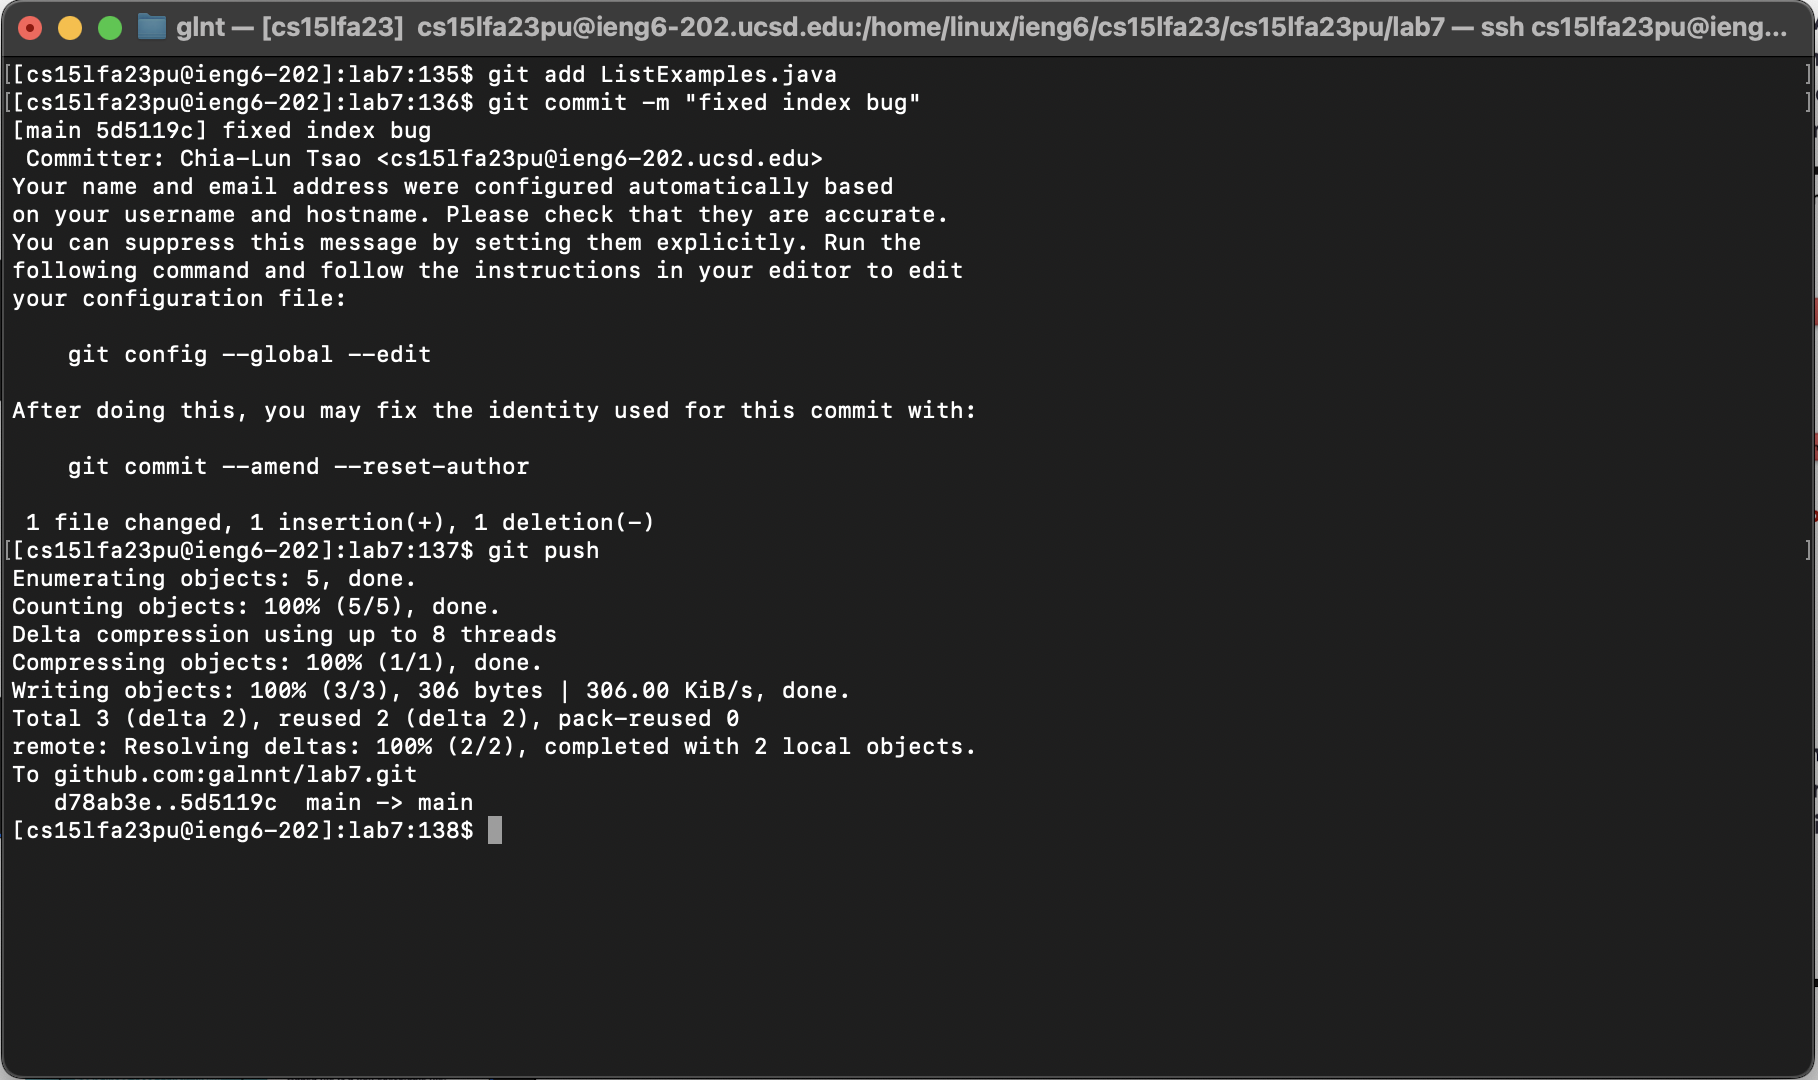 glnt — [cs15lfa23] cs15lfa23pu@ieng6-202.ucsd.edu:/home/linux/ieng6/cs15lfa23/cs15lfa23pu/lab7 — ssh cs15lfa23pu@ieng...
[[cs15lfa23pu@ieng6-202]:lab7:135$ git add ListExamples.java ]
[[cs15lfa23pu@ieng6-202]:lab7:136$ git commit -m "fixed index bug" ]
[main 5d5119c] fixed index bug
 Committer: Chia-Lun Tsao <cs15lfa23pu@ieng6-202.ucsd.edu>
Your name and email address were configured automatically based
on your username and hostname. Please check that they are accurate.
You can suppress this message by setting them explicitly. Run the
following command and follow the instructions in your editor to edit
your configuration file:

    git config --global --edit

After doing this, you may fix the identity used for this commit with:

    git commit --amend --reset-author

 1 file changed, 1 insertion(+), 1 deletion(-)
[[cs15lfa23pu@ieng6-202]:lab7:137$ git push ]
Enumerating objects: 5, done.
Counting objects: 100% (5/5), done.
Delta compression using up to 8 threads
Compressing objects: 100% (1/1), done.
Writing objects: 100% (3/3), 306 bytes | 306.00 KiB/s, done.
Total 3 (delta 2), reused 2 (delta 2), pack-reused 0
remote: Resolving deltas: 100% (2/2), completed with 2 local objects.
To github.com:galnnt/lab7.git
   d78ab3e..5d5119c  main -> main
[cs15lfa23pu@ieng6-202]:lab7:138$